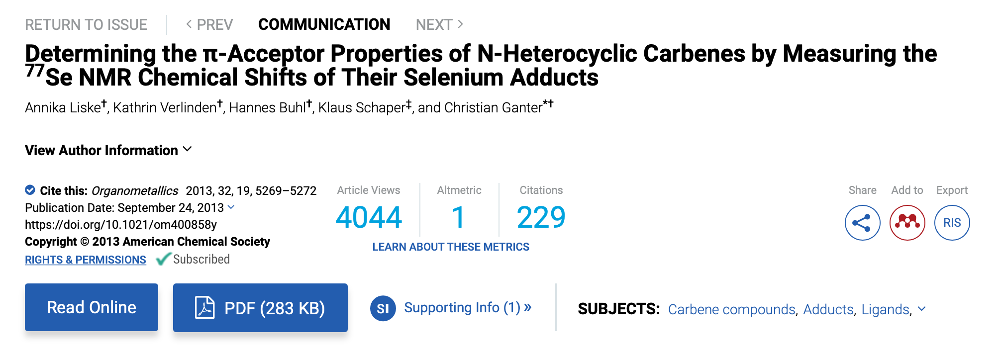 RETURN TO ISSUE < PREV COMMUNICATION NEXT >
Determining the π-Acceptor Properties of N-Heterocyclic Carbenes by Measuring the
⁷⁷Se NMR Chemical Shifts of Their Selenium Adducts
Annika Liske†, Kathrin Verlinden†, Hannes Buhl†, Klaus Schaper‡, and Christian Ganter*†
View Author Information
Cite this: Organometallics 2013, 32, 19, 5269–5272
Publication Date: September 24, 2013
https://doi.org/10.1021/om400858y
Copyright © 2013 American Chemical Society
RIGHTS & PERMISSIONS Subscribed
Article Views Altmetric Citations
4044 1 229
LEARN ABOUT THESE METRICS
Share Add to Export
RIS
Read Online PDF (283 KB) SI Supporting Info (1) » SUBJECTS: Carbene compounds, Adducts, Ligands,